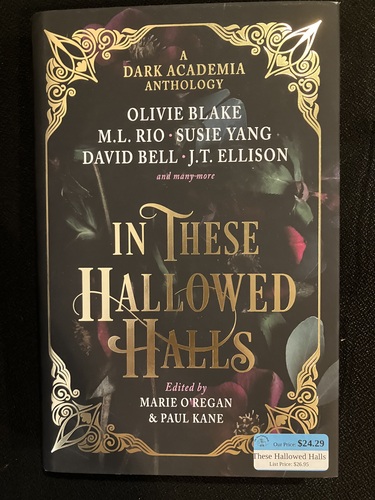 A
DARK ACADEMIA
ANTHOLOGY
OLIVIE BLAKE
M.L. RIO • SUSIE YANG
DAVID BELL • J.T. ELLISON
and many more
IN THESE
HALLOWED
HALLS
Edited by
MARIE O'REGAN
& PAUL KANE
Our Price: $24.29
These Hallowed Halls
List Price: $26.95